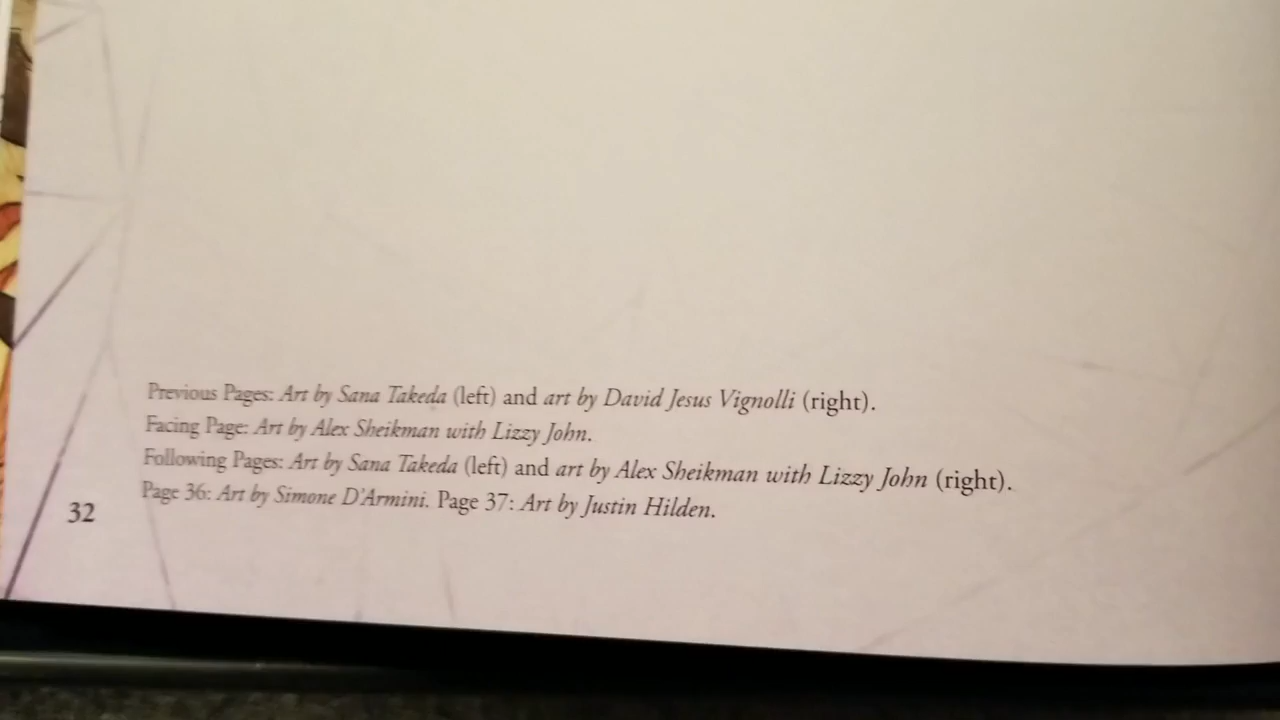 Previous Pages: Art by Sana Takeda (left) and art by David Jesus Vignolli (right).
Facing Page: Art by Alex Sheikman with Lizzy John.
Following Pages: Art by Sana Takeda (left) and art by Alex Sheikman with Lizzy John (right).
Page 36: Art by Simone D'Armini. Page 37: Art by Justin Hilden.
32